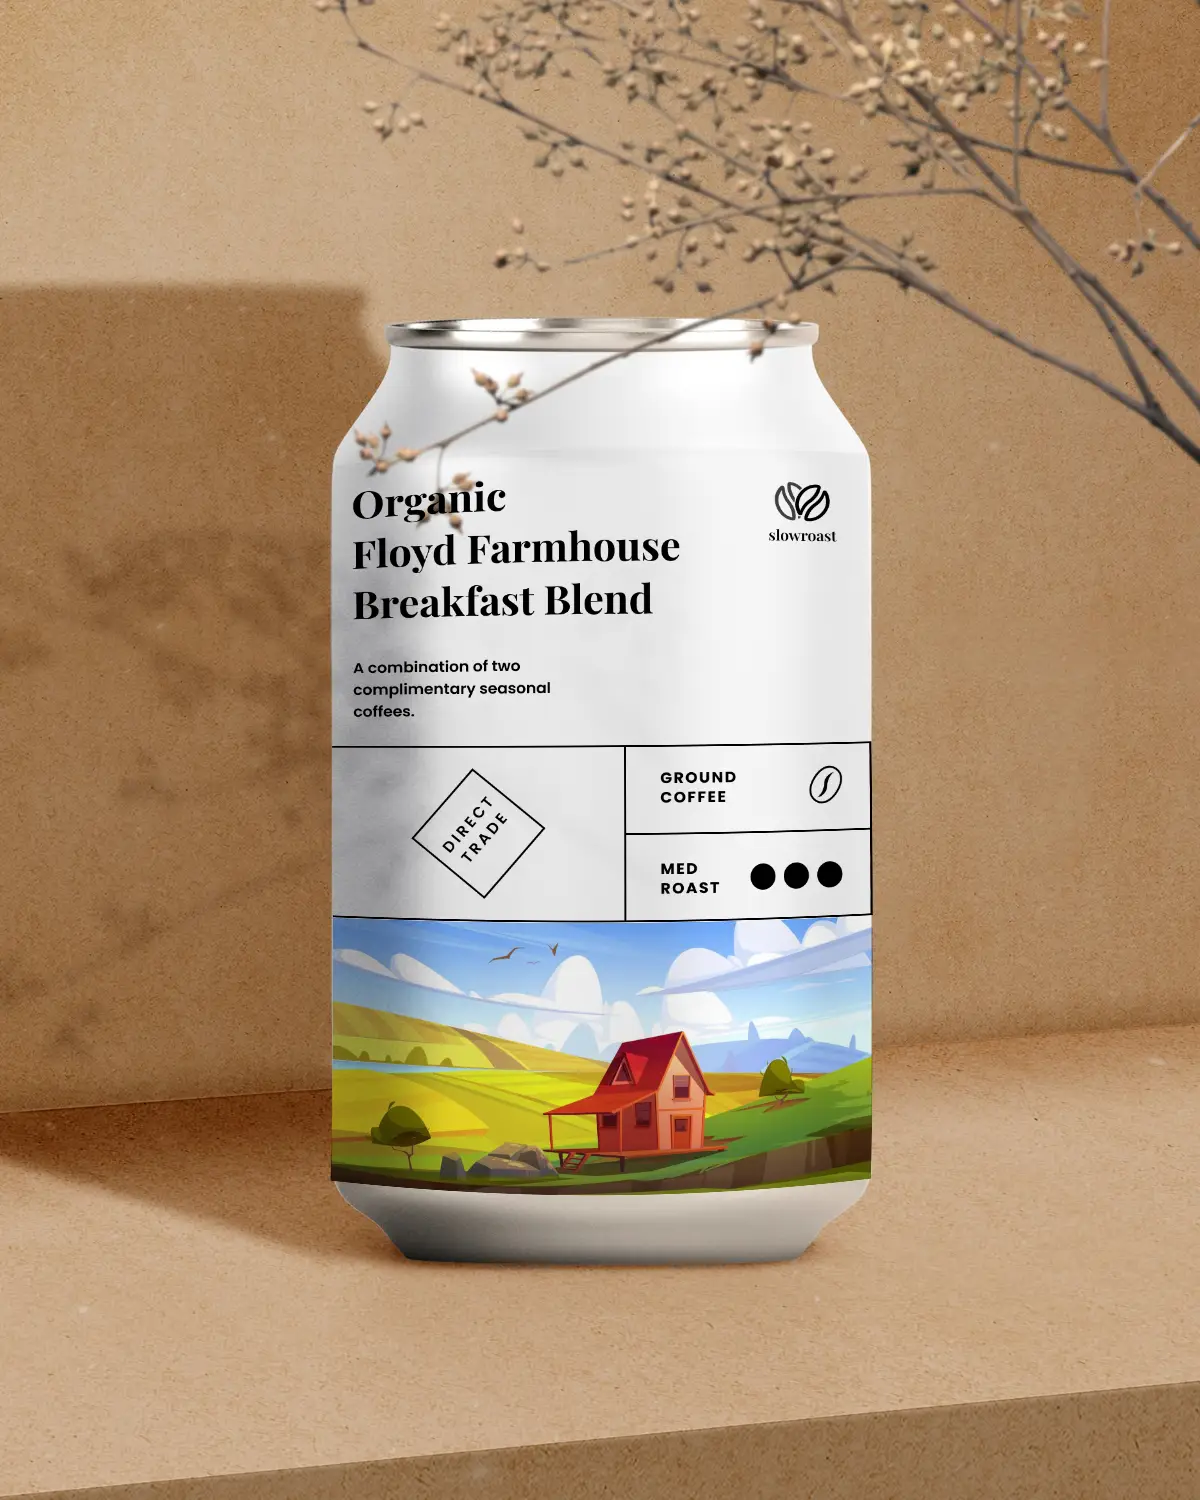 Organic
Floyd Farmhouse
Breakfast Blend
slowroast
A combination of two
complimentary seasonal
coffees.
DIRECT
TRADE
GROUND
COFFEE
MED
ROAST